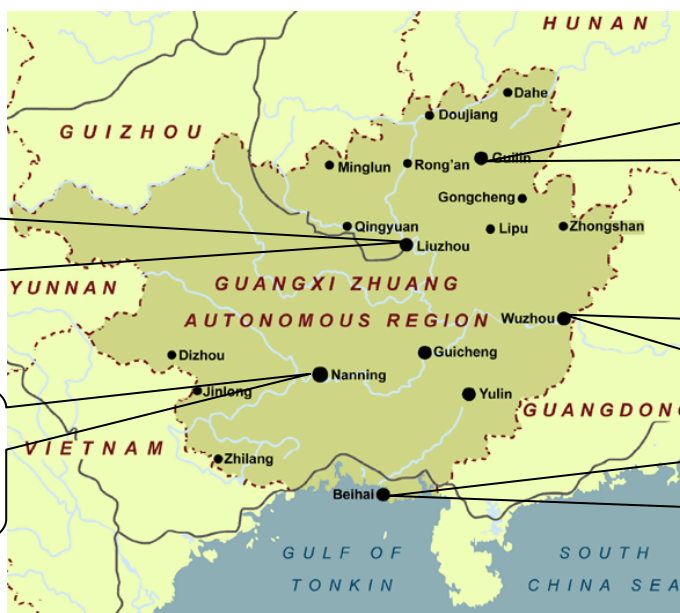 HUNAN
Dahe
Doujiang
GUIZHOU
Guilin
Minglun
Rong'an
Gongcheng
Qingyuan
Lipu
Zhongshan
Liuzhou
YUNNAN
GUANGXI ZHUANG
AUTONOMOUS REGION
Wuzhou
Dizhou
Guicheng
Nanning
Jinlong
Yulin
GUANGDONG
VIETNAM
Zhilang
Beihai
GULF OF
TONKIN
SOUTH
CHINA SEA